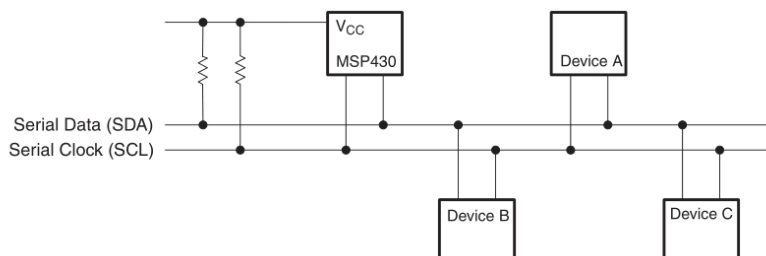 VCC
MSP430
Device A
Serial Data (SDA)
Serial Clock (SCL)
Device B
Device C